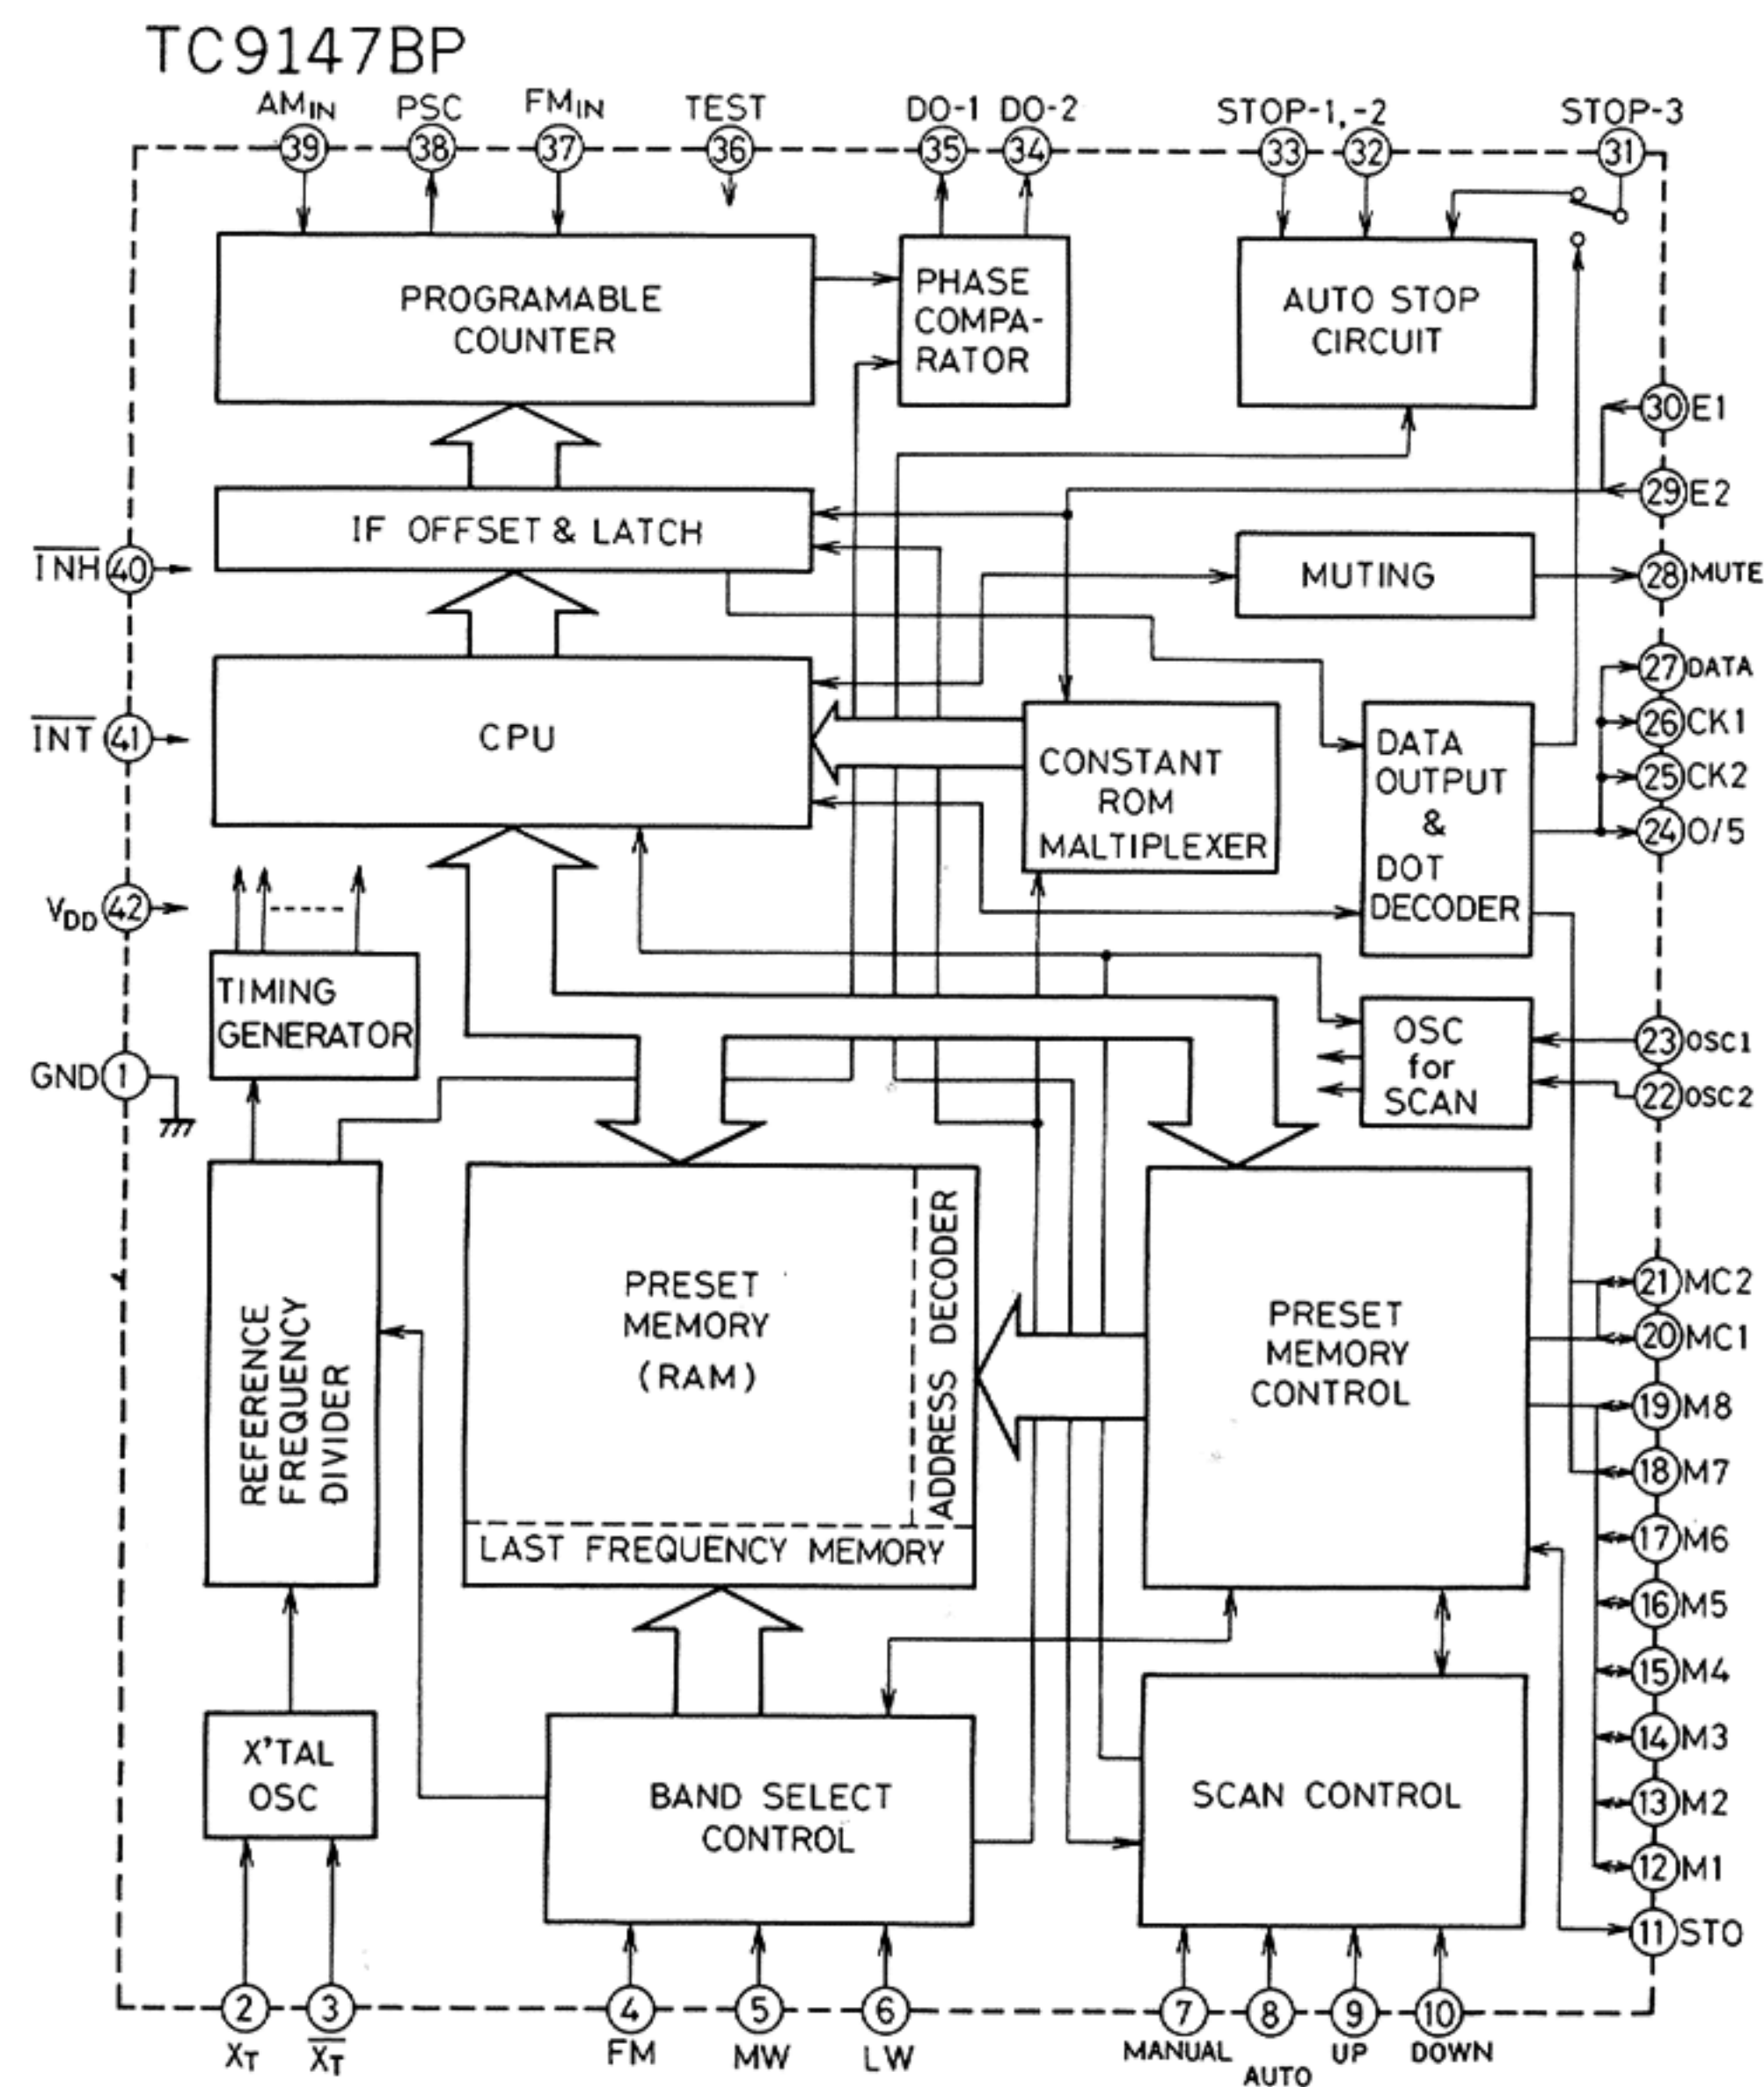 TC9147BP
AMIN PSC FMIN TEST DO-1 DO-2 STOP-1,-2 STOP-3
39 38 37 36 35 34 33 32 31
PROGRAMABLE
COUNTER
PHASE
COMPA-
RATOR
AUTO STOP
CIRCUIT
30 E1
29 E2
IF OFFSET & LATCH
INH 40
MUTING
28 MUTE
27 DATA
26 CK1
25 CK2
24 O/5
INT 41
CPU
CONSTANT
ROM
MALTIPLEXER
DATA
OUTPUT
&
DOT
DECODER
VDD 42
TIMING
GENERATOR
OSC
for
SCAN
23 OSC1
22 OSC2
GND 1
REFERENCE
FREQUENCY
DIVIDER
PRESET
MEMORY
(RAM)
ADDRESS DECODER
LAST FREQUENCY MEMORY
PRESET
MEMORY
CONTROL
21 MC2
20 MC1
19 M8
18 M7
17 M6
16 M5
15 M4
14 M3
13 M2
12 M1
11 STO
X'TAL
OSC
BAND SELECT
CONTROL
SCAN CONTROL
2 3 4 5 6 7 8 9 10
XT XT FM MW LW MANUAL AUTO UP DOWN